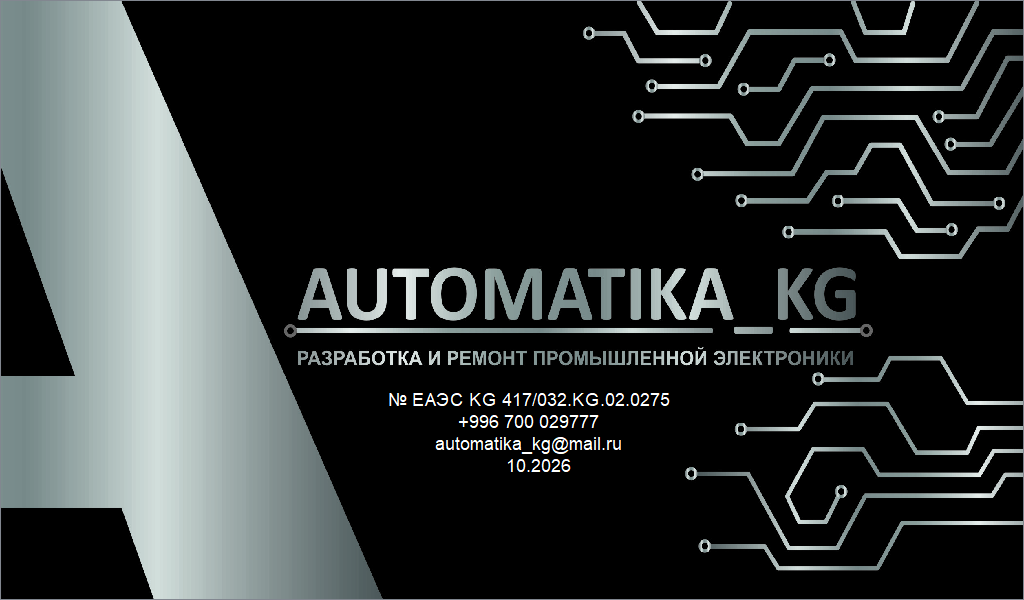 AUTOMATIKA_KG
РАЗРАБОТКА И РЕМОНТ ПРОМЫШЛЕННОЙ ЭЛЕКТРОНИКИ
№ ЕАЭС KG 417/032.KG.02.0275
+996 700 029777
automatika_kg@mail.ru
10.2026